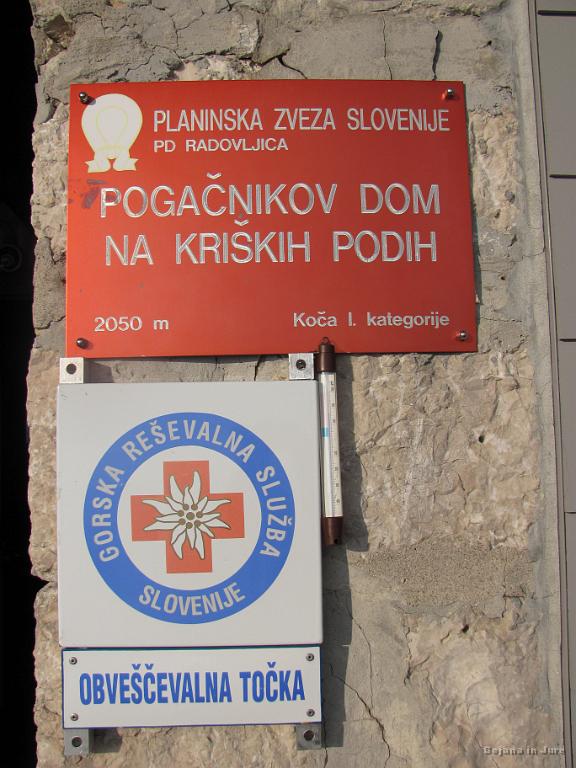 PLANINSKA ZVEZA SLOVENIJE
PD RADOVLJICA
POGAČNIKOV DOM
NA KRIŠKIH PODIH
2050 m
Koča I. kategorije
GORSKA REŠEVALNA SLUŽBA
SLOVENIJE
OBVEŠČEVALNA TOČKA
Bojana in Jure